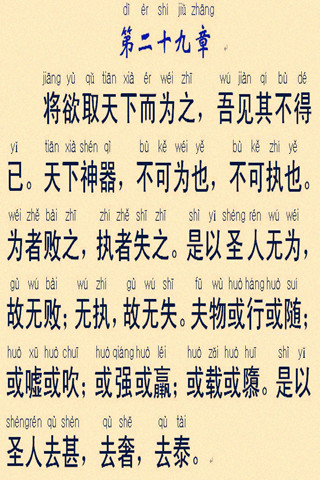 dì èr shí jiǔ zhāng
第二十九章
jiāng yù qǔ tiān xià ér wéi zhī wú jiàn qí bù dé
将欲取天下而为之，吾见其不得
yǐ tiān xià shén qì bù kě wéi yě bù kě zhí yě
已。天下神器，不可为也，不可执也。
wéi zhě bài zhī zhí zhě shī zhī shì yǐ shéng rén wú wéi
为者败之，执者失之。是以圣人无为，
gù wú bài wú zhí gù wú shī fū wù huò háng huò suí
故无败；无执，故无失。夫物或行或随；
huò xū huò chuī huò qiáng huò léi huò zǎi huò huī shì yǐ
或嘘或吹；或强或羸；或载或隳。是以
shéng rén qù shèn qù shē qù tài
圣人去甚，去奢，去泰。